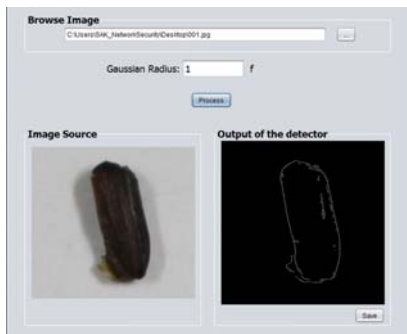 Browse Image
C:\Users\SAK_NetworkSecurity\Desktop\001.jpg
...
Gaussian Radius: 1 f
Process
Image Source
Output of the detector
Save